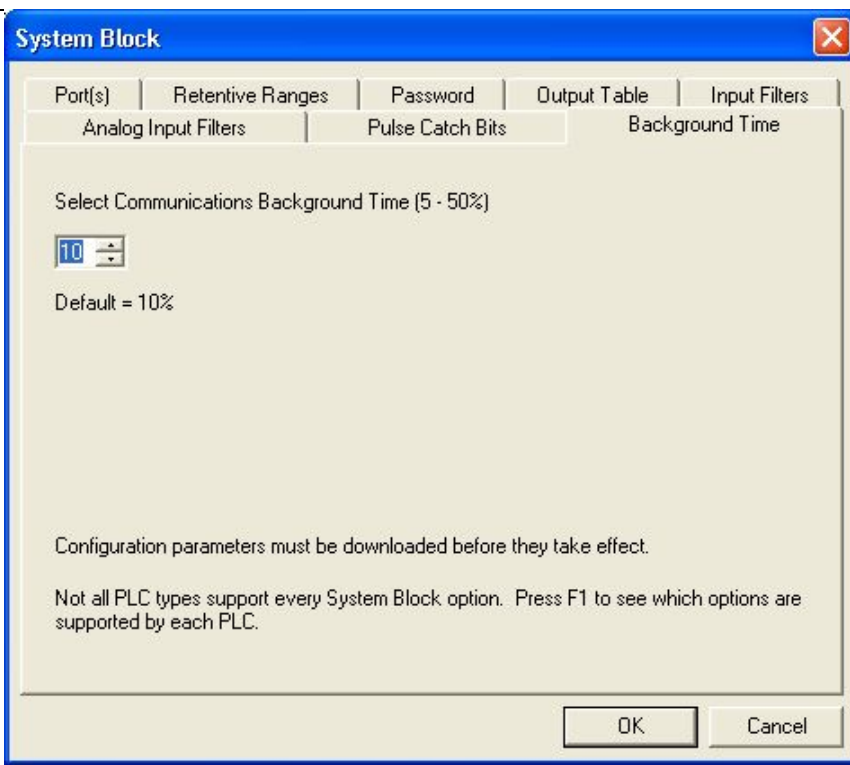 System Block
Port(s) Retentive Ranges Password Output Table Input Filters
Analog Input Filters Pulse Catch Bits Background Time
Select Communications Background Time (5 - 50%)
10
Default = 10%
Configuration parameters must be downloaded before they take effect.
Not all PLC types support every System Block option.  Press F1 to see which options are
supported by each PLC.
OK Cancel